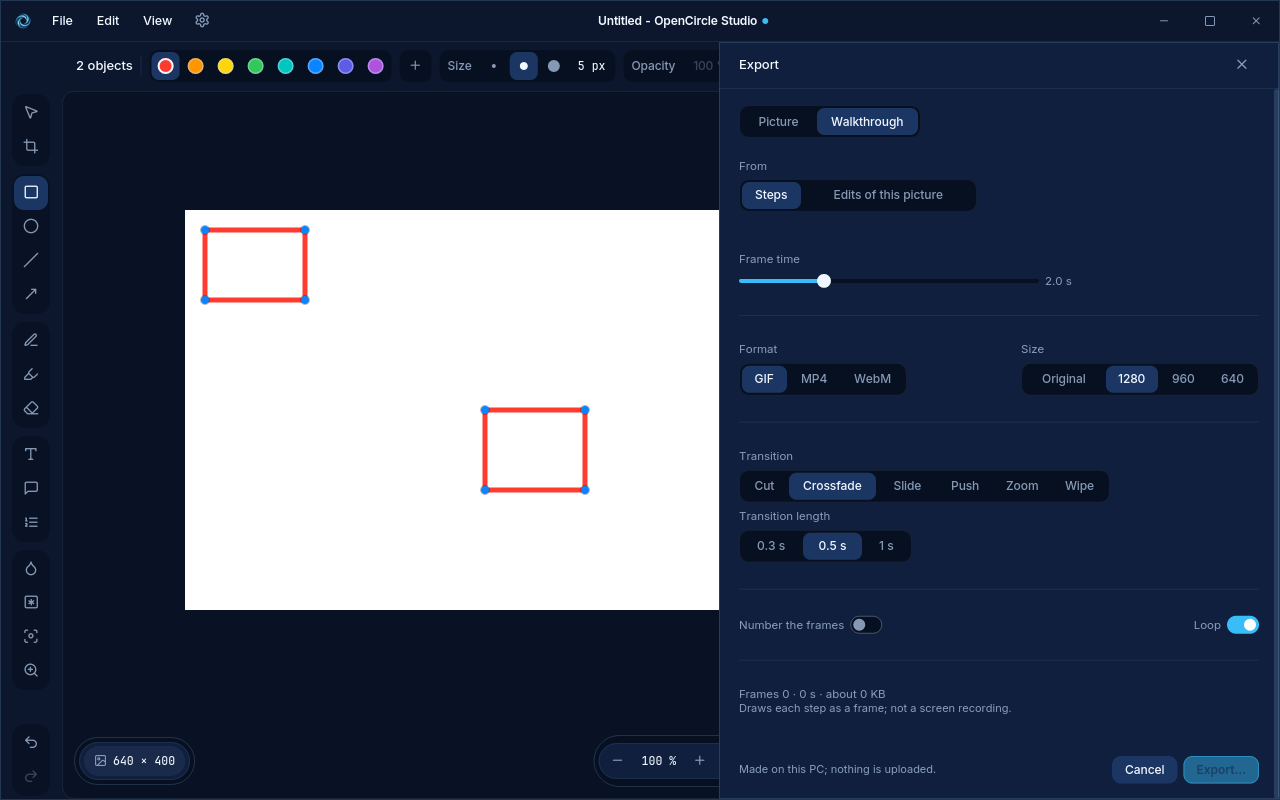 File Edit View
Untitled - OpenCircle Studio
2 objects
Size 5 px
Opacity 100
Export
Picture Walkthrough
From
Steps Edits of this picture
Frame time
2.0 s
Format Size
GIF MP4 WebM Original 1280 960 640
Transition
Cut Crossfade Slide Push Zoom Wipe
Transition length
0.3 s 0.5 s 1 s
Number the frames Loop
Frames 0 · 0 s · about 0 KB
Draws each step as a frame; not a screen recording.
640 × 400
100 %
Made on this PC; nothing is uploaded.
Cancel Export...